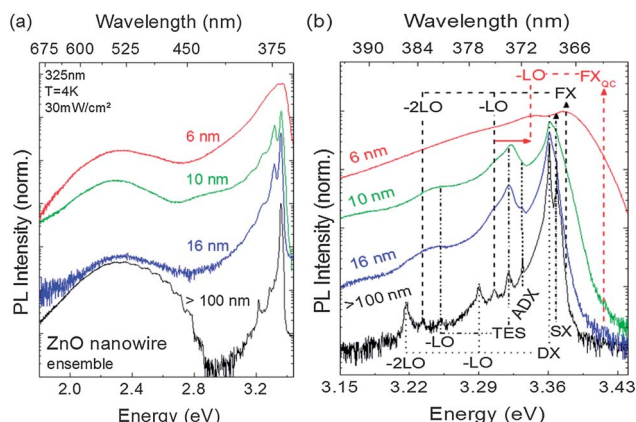 (a)
Wavelength (nm)
675 600 525 450 375
325nm
T=4K
30mW/cm²
6 nm
10 nm
16 nm
> 100 nm
ZnO nanowire
ensemble
PL Intensity (norm.)
2.0 2.4 2.8 3.2
Energy (eV)
(b)
Wavelength (nm)
390 384 378 372 366
-LO FX_QC
FX
-2LO -LO
6 nm
10 nm
16 nm
>100 nm
ADX
-LO TES SX
DX
-2LO -LO
PL Intensity (norm.)
3.15 3.22 3.29 3.36 3.43
Energy (eV)